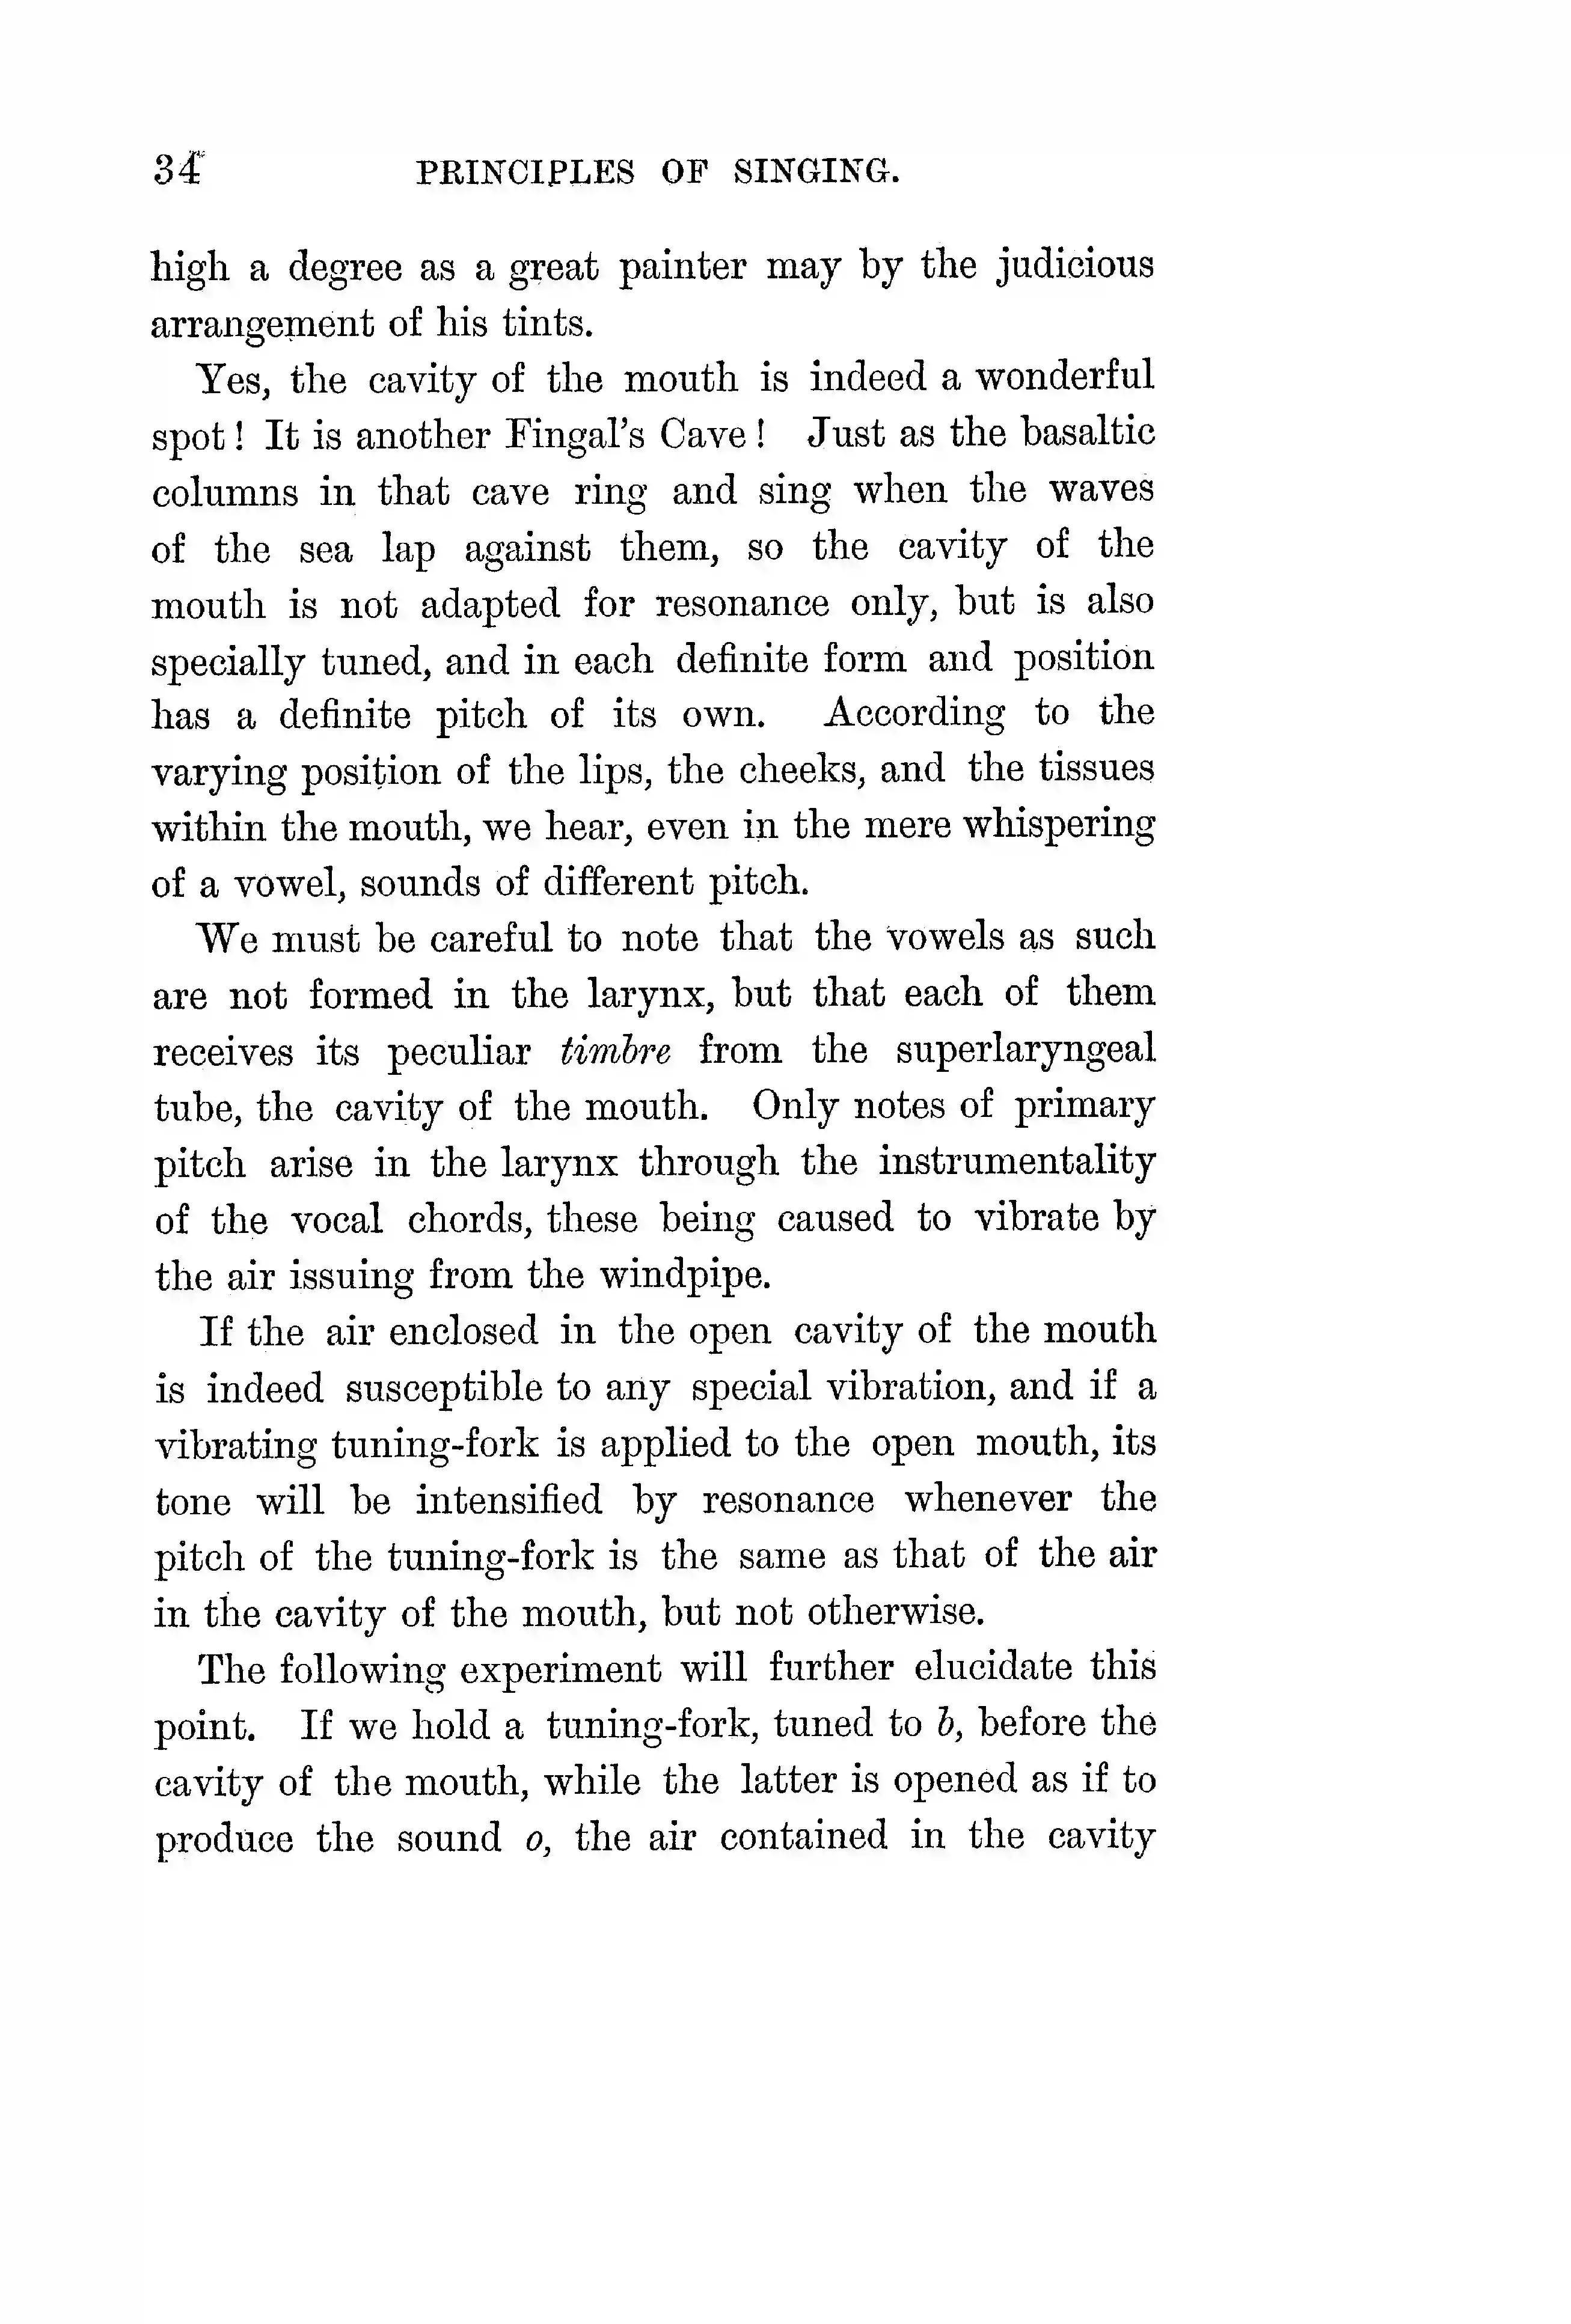 34 PRINCIPLES OF SINGING.
high a degree as a great painter may by the judicious
arrangement of his tints.
Yes, the cavity of the mouth is indeed a wonderful
spot! It is another Fingal's Cave! Just as the basaltic
columns in that cave ring and sing when the waves
of the sea lap against them, so the cavity of the
mouth is not adapted for resonance only, but is also
specially tuned, and in each definite form and position
has a definite pitch of its own. According to the
varying position of the lips, the cheeks, and the tissues
within the mouth, we hear, even in the mere whispering
of a vowel, sounds of different pitch.
We must be careful to note that the vowels as such
are not formed in the larynx, but that each of them
receives its peculiar timbre from the superlaryngeal
tube, the cavity of the mouth. Only notes of primary
pitch arise in the larynx through the instrumentality
of the vocal chords, these being caused to vibrate by
the air issuing from the windpipe.
If the air enclosed in the open cavity of the mouth
is indeed susceptible to any special vibration, and if a
vibrating tuning-fork is applied to the open mouth, its
tone will be intensified by resonance whenever the
pitch of the tuning-fork is the same as that of the air
in the cavity of the mouth, but not otherwise.
The following experiment will further elucidate this
point. If we hold a tuning-fork, tuned to b, before the
cavity of the mouth, while the latter is opened as if to
produce the sound o, the air contained in the cavity